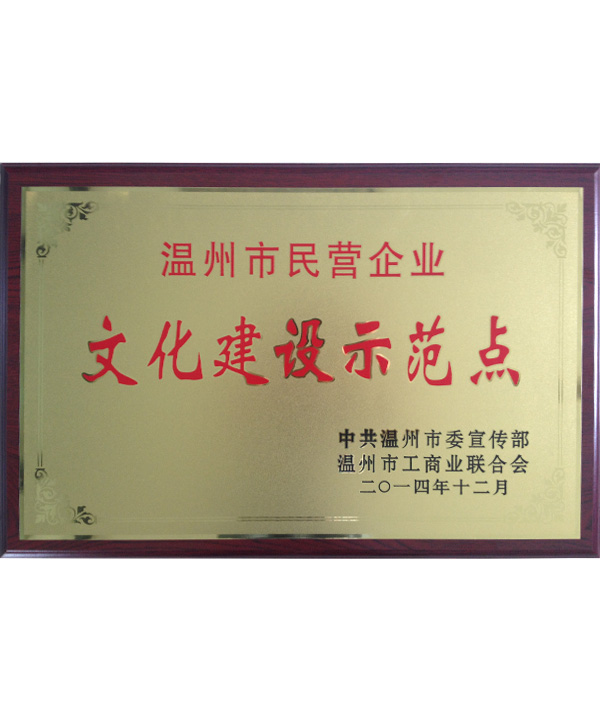 温州市民营企业
文化建设示范点
中共温州市委宣传部
温州市工商业联合会
二〇一四年十二月